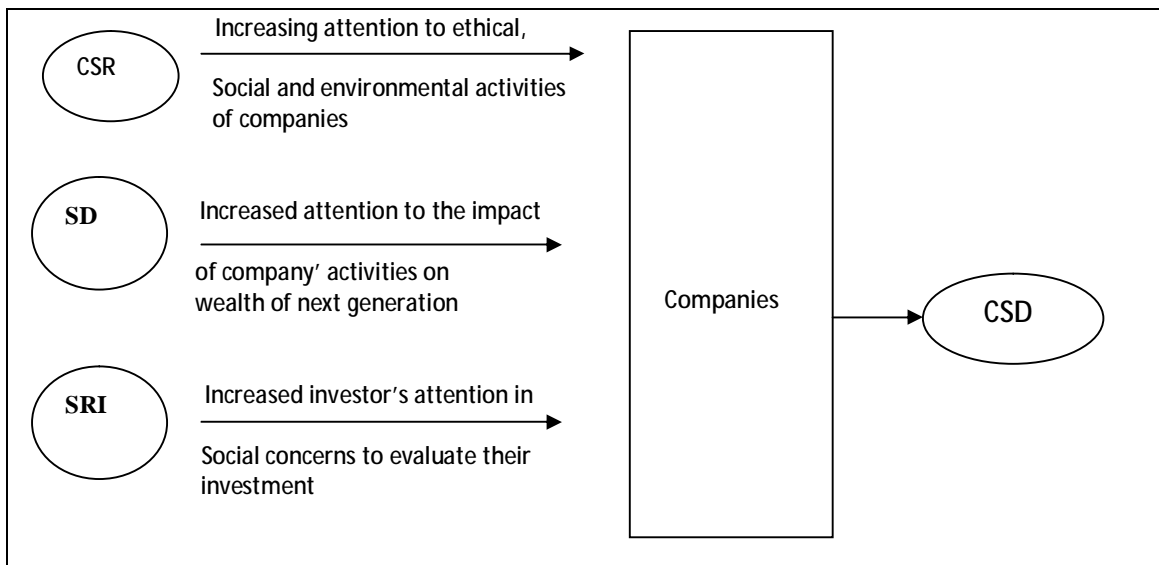 CSR
Increasing attention to ethical,
Social and environmental activities
of companies
SD
Increased attention to the impact
of company’ activities on
wealth of next generation
SRI
Increased investor’s attention in
Social concerns to evaluate their
investment
Companies
CSD